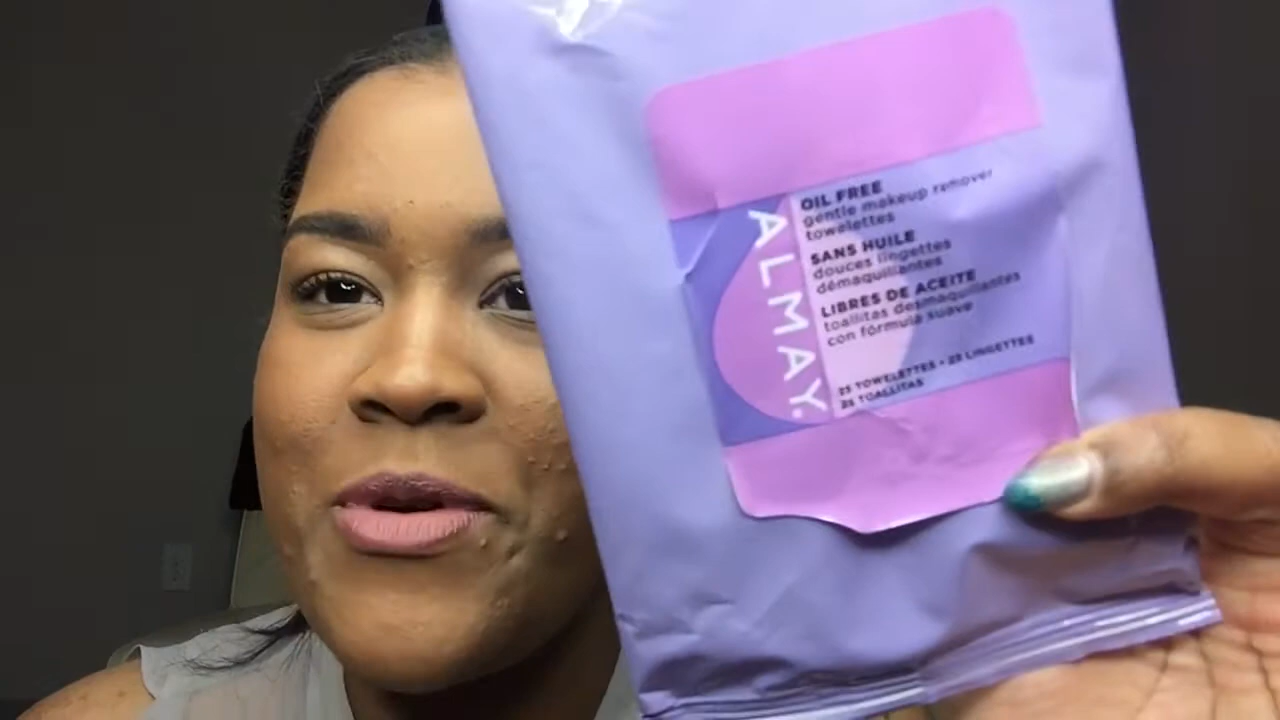 ALMAY.
OIL FREE
gentle makeup remover
towelettes
SANS HUILE
douces lingettes
démaquillantes
LIBRES DE ACEITE
toallitas desmaquillantes
con fórmula suave
25 TOWELETTES • 25 LINGETTES
25 TOALLITAS